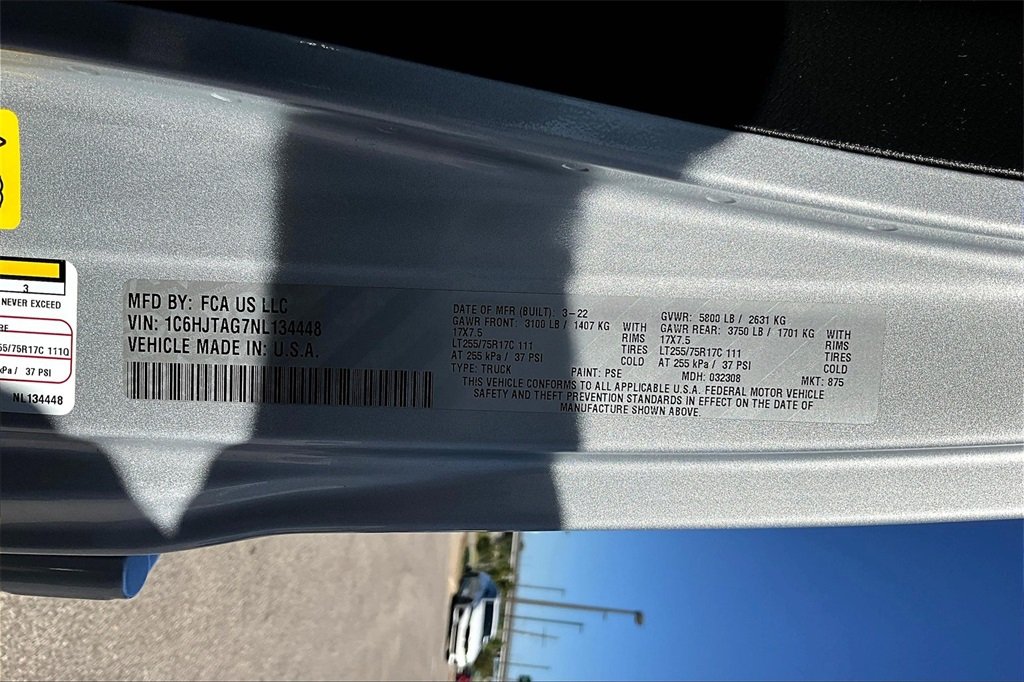 3
NEVER EXCEED
55/75R17C 111Q
kPa / 37 PSI
NL134448
MFD BY: FCA US LLC
VIN: 1C6HJTAG7NL134448
VEHICLE MADE IN: U.S.A.
DATE OF MFR (BUILT): 3-22
GAWR FRONT: 3100 LB / 1407 KG WITH
17X7.5 RIMS
LT255/75R17C 111 TIRES
AT 255 kPa / 37 PSI COLD
GVWR: 5800 LB / 2631 KG
GAWR REAR: 3750 LB / 1701 KG WITH
17X7.5 RIMS
LT255/75R17C 111 TIRES
AT 255 kPa / 37 PSI COLD
TYPE: TRUCK PAINT: PSE MDH: 032308 MKT: 875
THIS VEHICLE CONFORMS TO ALL APPLICABLE U.S.A. FEDERAL MOTOR VEHICLE
SAFETY AND THEFT PREVENTION STANDARDS IN EFFECT ON THE DATE OF
MANUFACTURE SHOWN ABOVE.